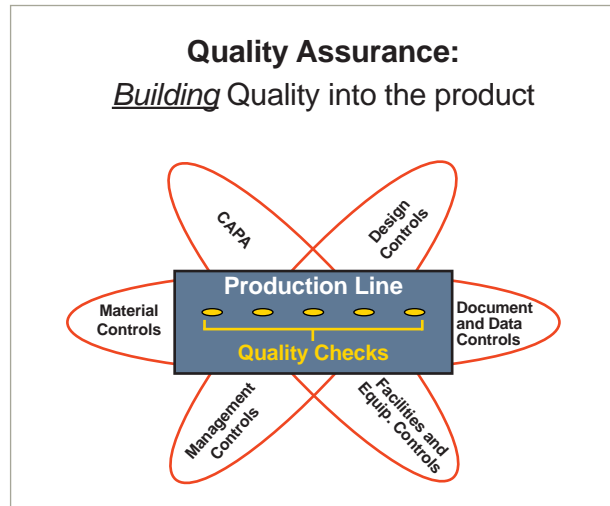 Quality Assurance:
Building Quality into the product
CAPA
Design
Controls
Production Line
Material
Controls
Document
and Data
Controls
Quality Checks
Management
Controls
Facilities and
Equip. Controls